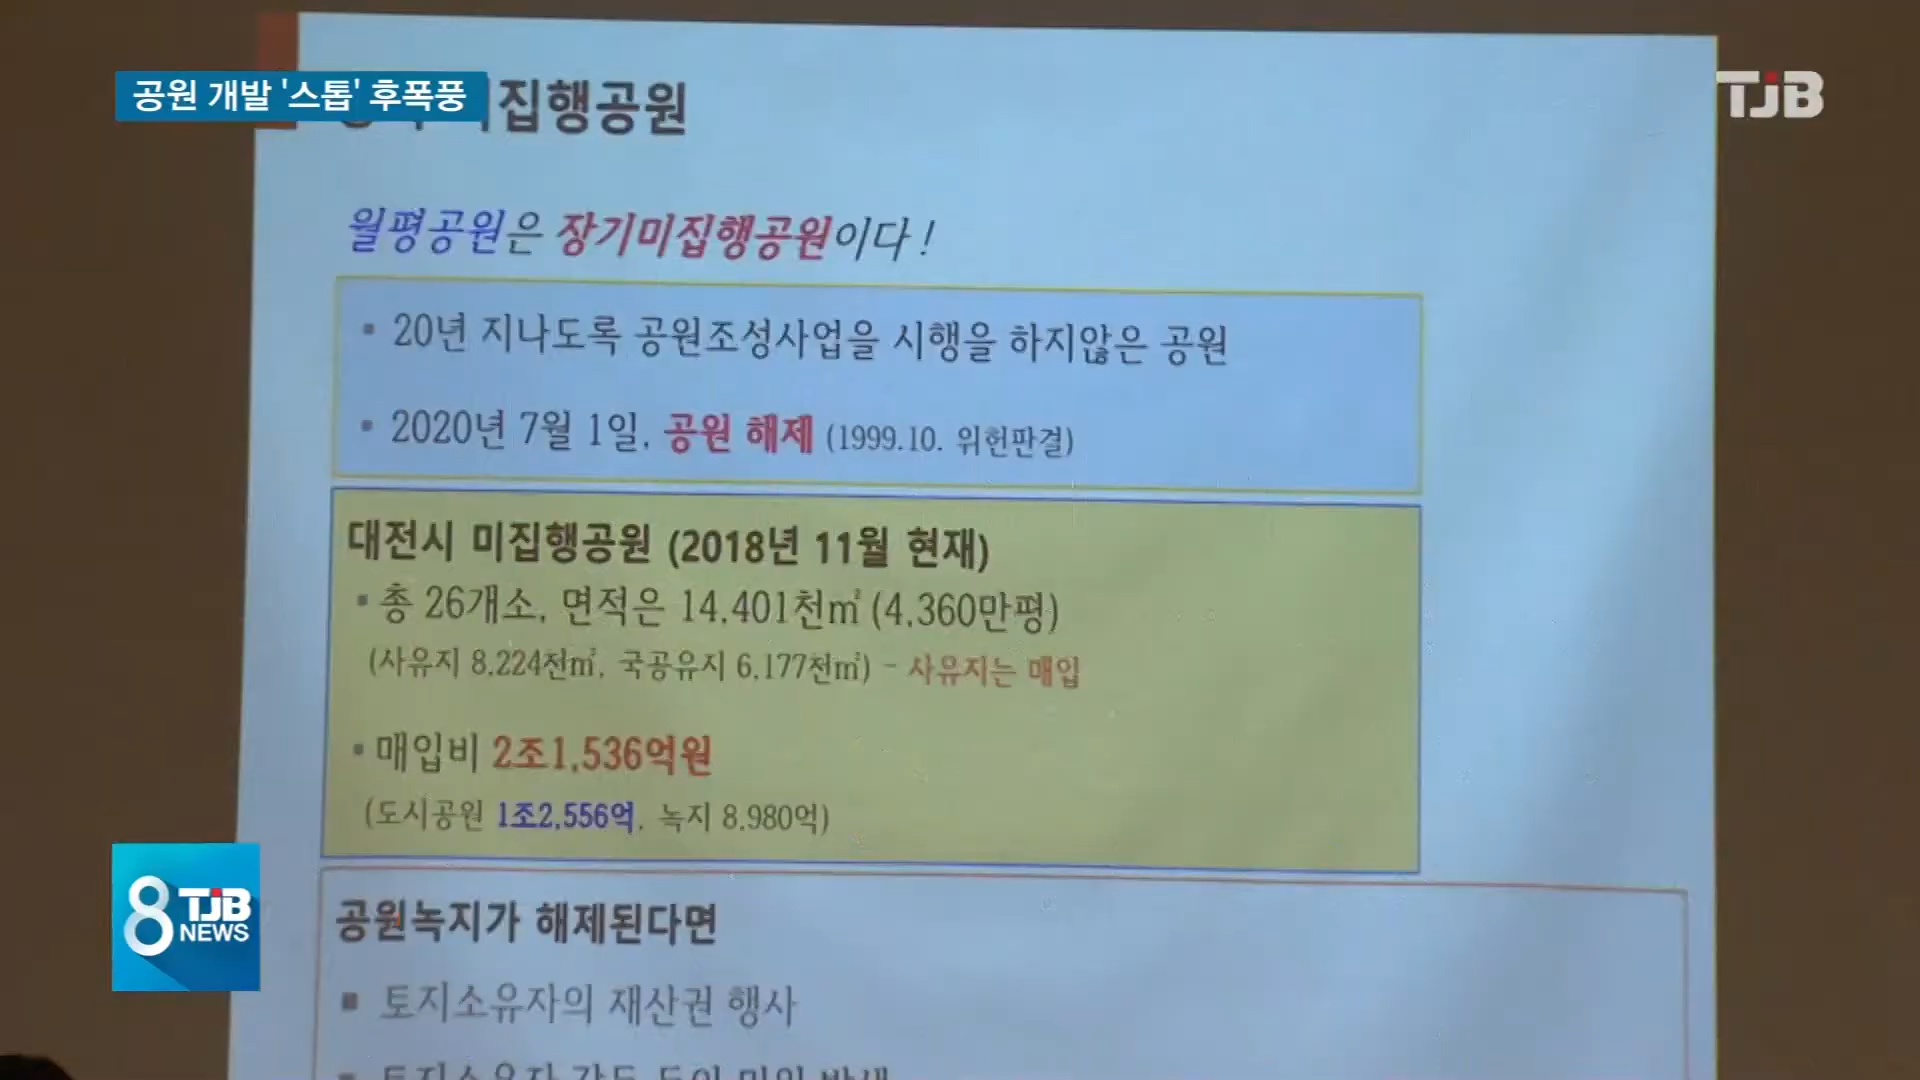 공원 개발 '스톱' 후폭풍
TJB
집행공원
월평공원은 장기미집행공원이다!
▪ 20년 지나도록 공원조성사업을 시행을 하지않은 공원
▪ 2020년 7월 1일, 공원 해제 (1999.10. 위헌판결)
대전시 미집행공원 (2018년 11월 현재)
▪ 총 26개소, 면적은 14,401천㎡ (4,360만평)
(사유지 8,224천㎡, 국공유지 6,177천㎡) - 사유지는 매입
▪ 매입비 2조1,536억원
(도시공원 1조2,556억, 녹지 8,980억)
공원녹지가 해제된다면
▪ 토지소유자의 재산권 행사
8 TJB
NEWS